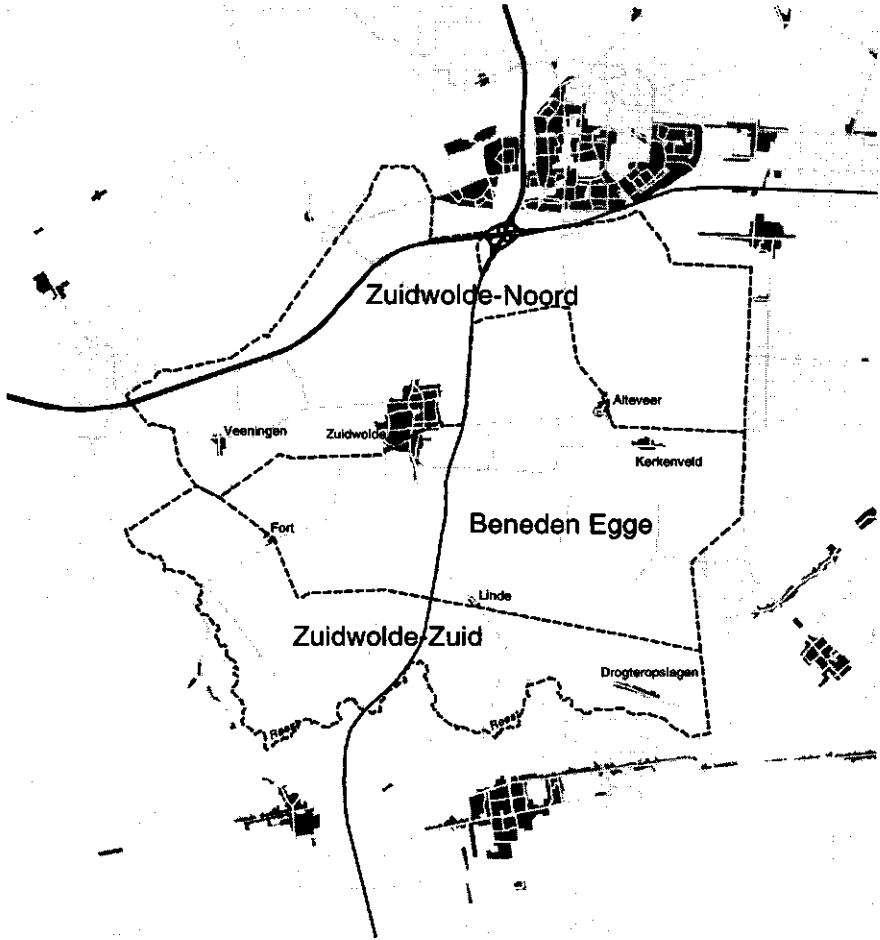 Zuidwolde-Noord
Alteveer
Veeningen
Zuidwolde
Kerkenveld
Beneden Egge
Fort
Linde
Zuidwolde-Zuid
Drogteropslagen
Reest
Reest